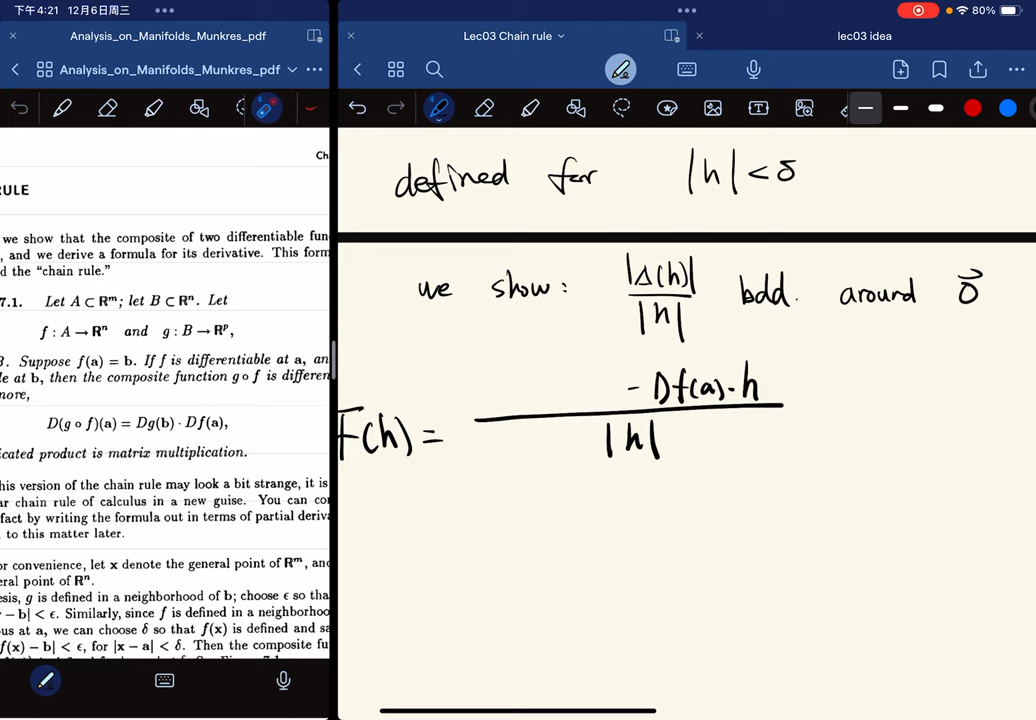 下午4:21 12月6日周三
80%
Analysis_on_Manifolds_Munkres_pdf
Lec03 Chain rule
lec03 idea
Analysis_on_Manifolds_Munkres_pdf
Ch
RULE
we show that the composite of two differentiable fun
, and we derive a formula for its derivative. This form
d the “chain rule.”
7.1. Let A ⊂ Rᵐ; let B ⊂ Rⁿ. Let
f : A → Rⁿ and g : B → Rᵖ,
B. Suppose f(a) = b. If f is differentiable at a, an
le at b, then the composite function g ∘ f is differen
more,
D(g ∘ f)(a) = Dg(b) · Df(a),
icated product is matrix multiplication.
his version of the chain rule may look a bit strange, it is
ar chain rule of calculus in a new guise. You can con
fact by writing the formula out in terms of partial deriva
to this matter later.
or convenience, let x denote the general point of Rᵐ, and
eral point of Rⁿ.
esis, g is defined in a neighborhood of b; choose ϵ so tha
y − b| < ϵ. Similarly, since f is defined in a neighborhoo
us at a, we can choose δ so that f(x) is defined and sa
f(x) − b| < ϵ, for |x − a| < δ. Then the composite fu
defined for |h| < δ
we show: |Δ(h)| / |h| bdd. around 0⃗
F(h) = - Df(a)·h / |h|